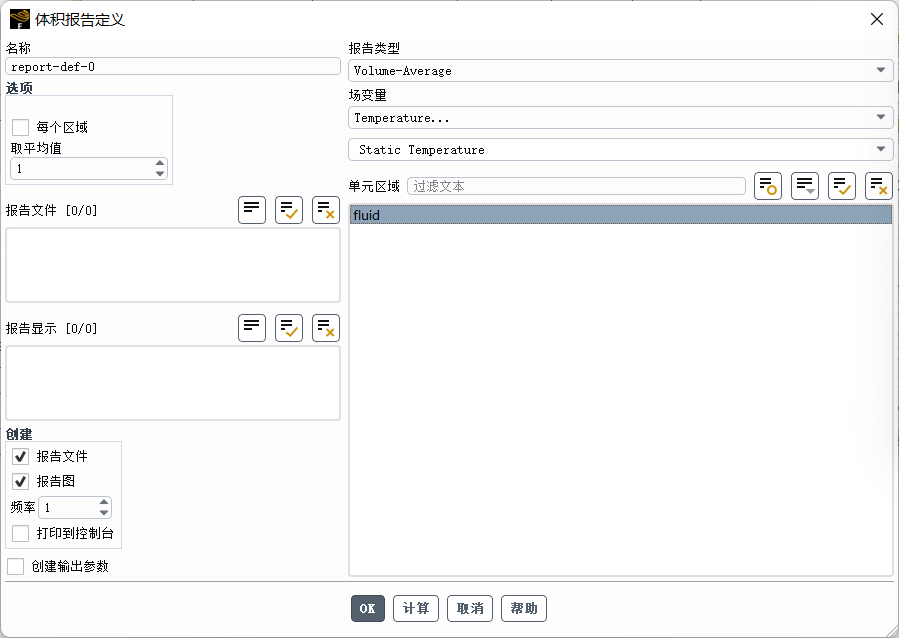 体积报告定义
名称
report-def-0
选项
每个区域
取平均值
1
报告文件 [0/0]
报告显示 [0/0]
创建
报告文件
报告图
频率 1
打印到控制台
创建输出参数
报告类型
Volume-Average
场变量
Temperature...
Static Temperature
单元区域 过滤文本
fluid
OK 计算 取消 帮助